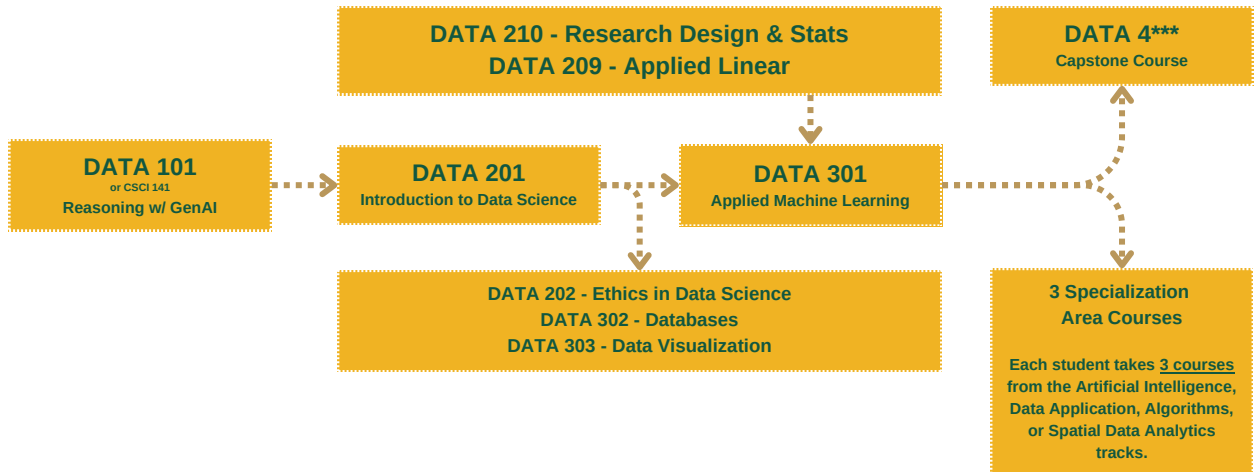 DATA 210 - Research Design & Stats
DATA 209 - Applied Linear
DATA 4***
Capstone Course
DATA 101
or CSCI 141
Reasoning w/ GenAI
DATA 201
Introduction to Data Science
DATA 301
Applied Machine Learning
DATA 202 - Ethics in Data Science
DATA 302 - Databases
DATA 303 - Data Visualization
3 Specialization
Area Courses
Each student takes 3 courses
from the Artificial Intelligence,
Data Application, Algorithms,
or Spatial Data Analytics
tracks.